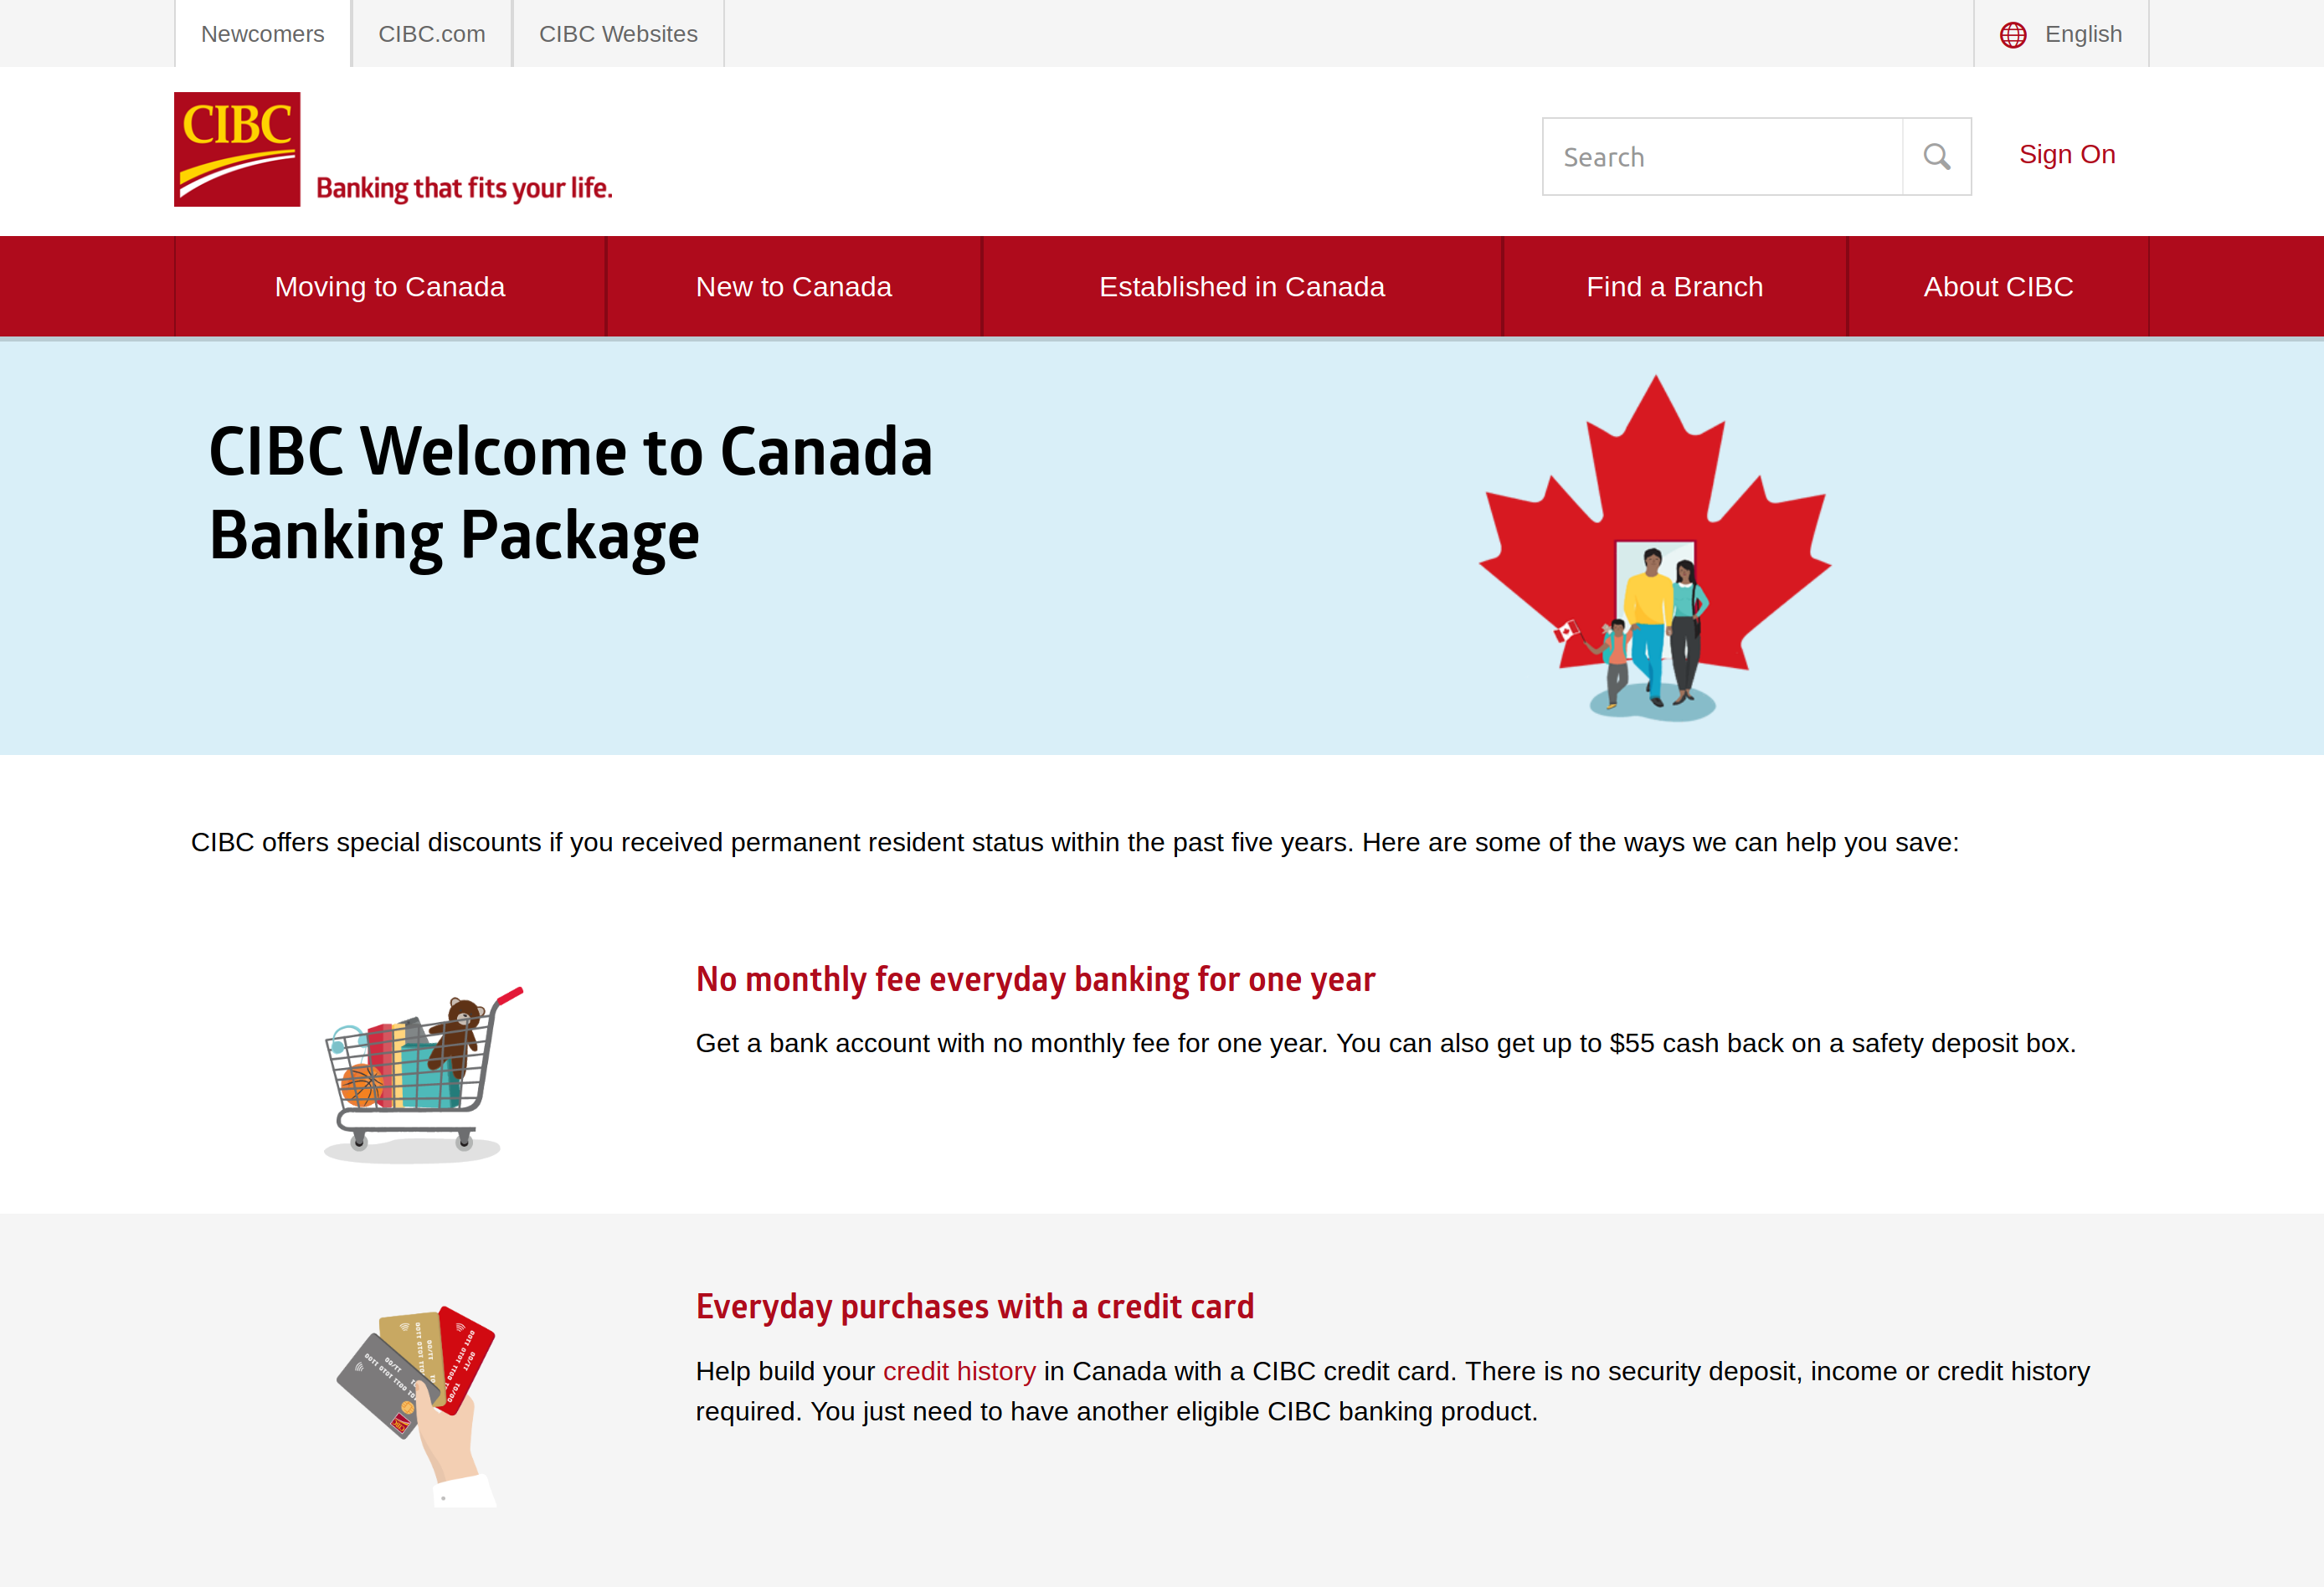 Newcomers
CIBC.com
CIBC Websites
English
CIBC
Banking that fits your life.
Search
Sign On
Moving to Canada
New to Canada
Established in Canada
Find a Branch
About CIBC
CIBC Welcome to Canada
Banking Package
CIBC offers special discounts if you received permanent resident status within the past five years. Here are some of the ways we can help you save:
No monthly fee everyday banking for one year
Get a bank account with no monthly fee for one year. You can also get up to $55 cash back on a safety deposit box.
Everyday purchases with a credit card
Help build your credit history in Canada with a CIBC credit card. There is no security deposit, income or credit history
required. You just need to have another eligible CIBC banking product.